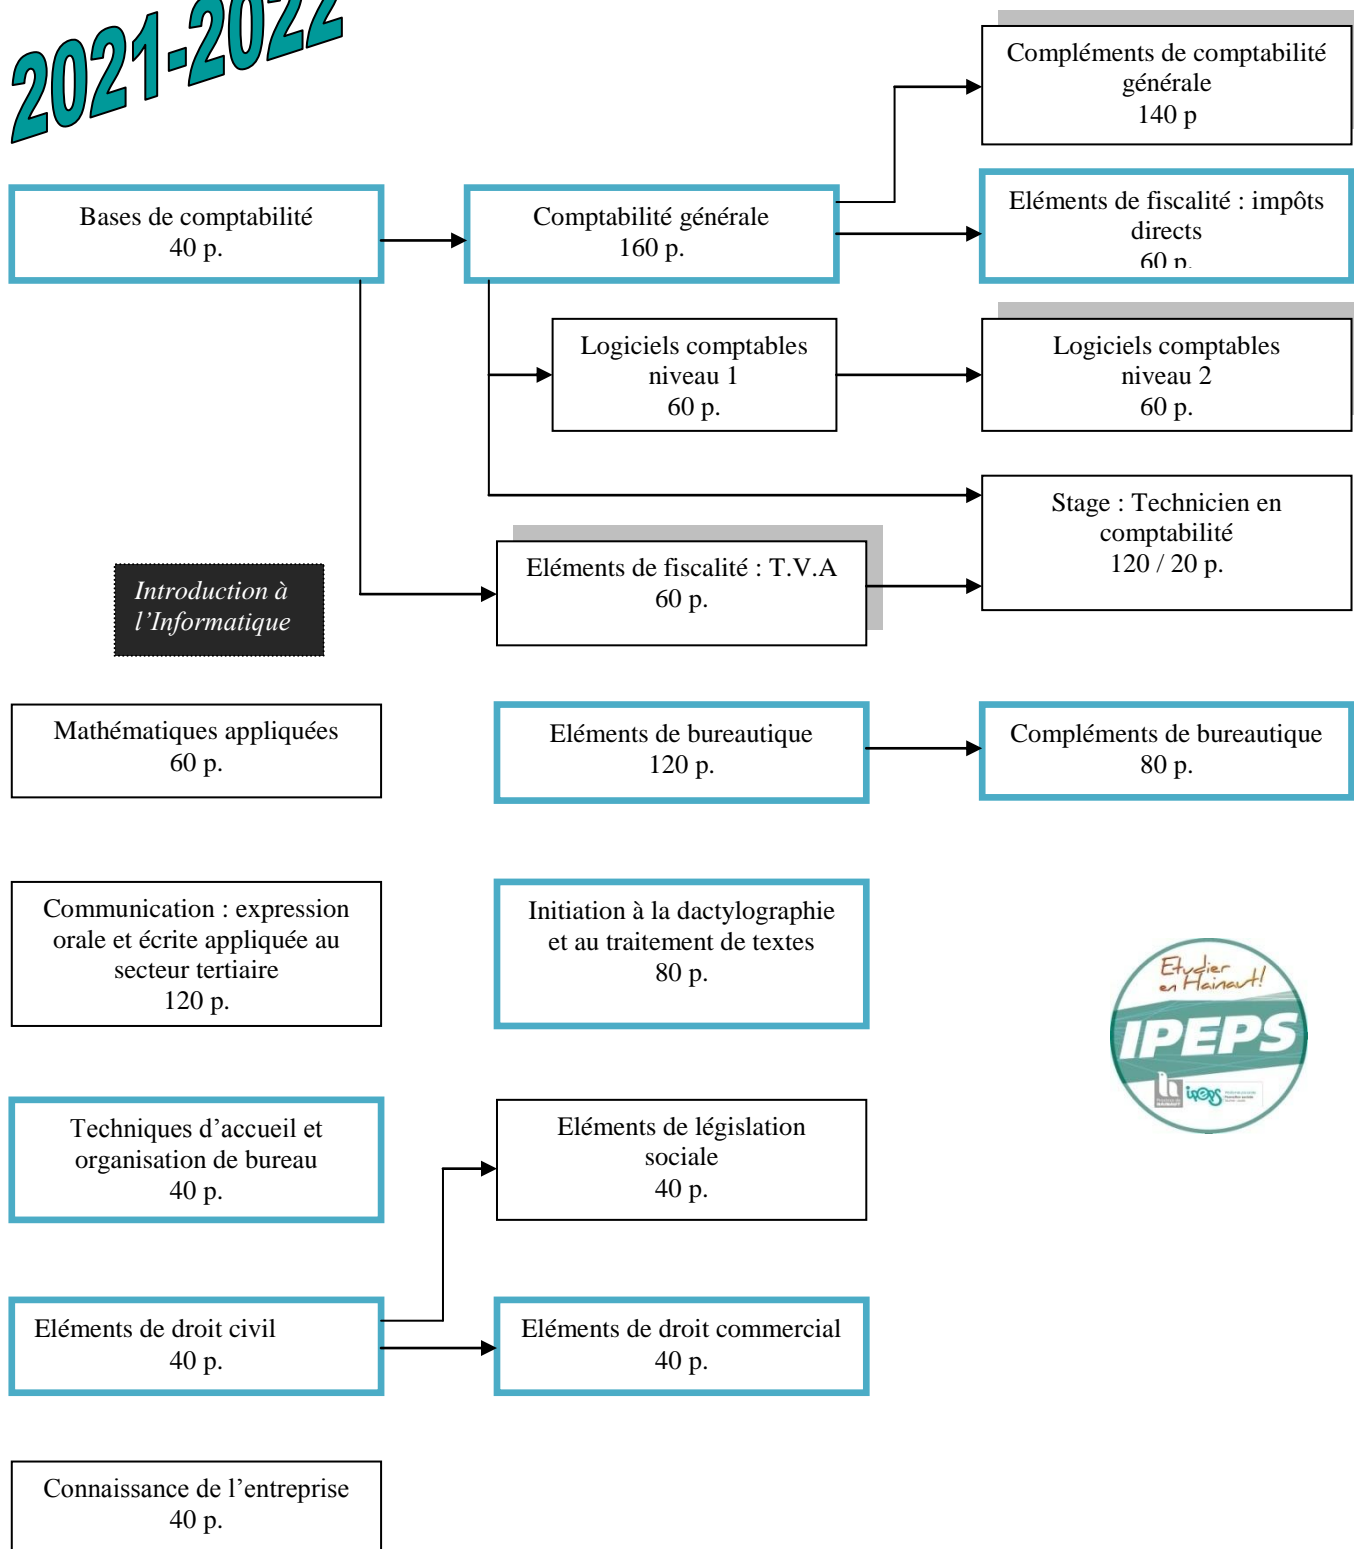 2021-2022
Compléments de comptabilité
générale
140 p
Bases de comptabilité
40 p.
Comptabilité générale
160 p.
Eléments de fiscalité : impôts
directs
60 p.
Logiciels comptables
niveau 1
60 p.
Logiciels comptables
niveau 2
60 p.
Stage : Technicien en
comptabilité
120 / 20 p.
Eléments de fiscalité : T.V.A
60 p.
Introduction à
l’Informatique
Mathématiques appliquées
60 p.
Eléments de bureautique
120 p.
Compléments de bureautique
80 p.
Communication : expression
orale et écrite appliquée au
secteur tertiaire
120 p.
Initiation à la dactylographie
et au traitement de textes
80 p.
Etudier
en Hainaut!
IPEPS
ipeps
Techniques d’accueil et
organisation de bureau
40 p.
Eléments de législation
sociale
40 p.
Eléments de droit civil
40 p.
Eléments de droit commercial
40 p.
Connaissance de l’entreprise
40 p.